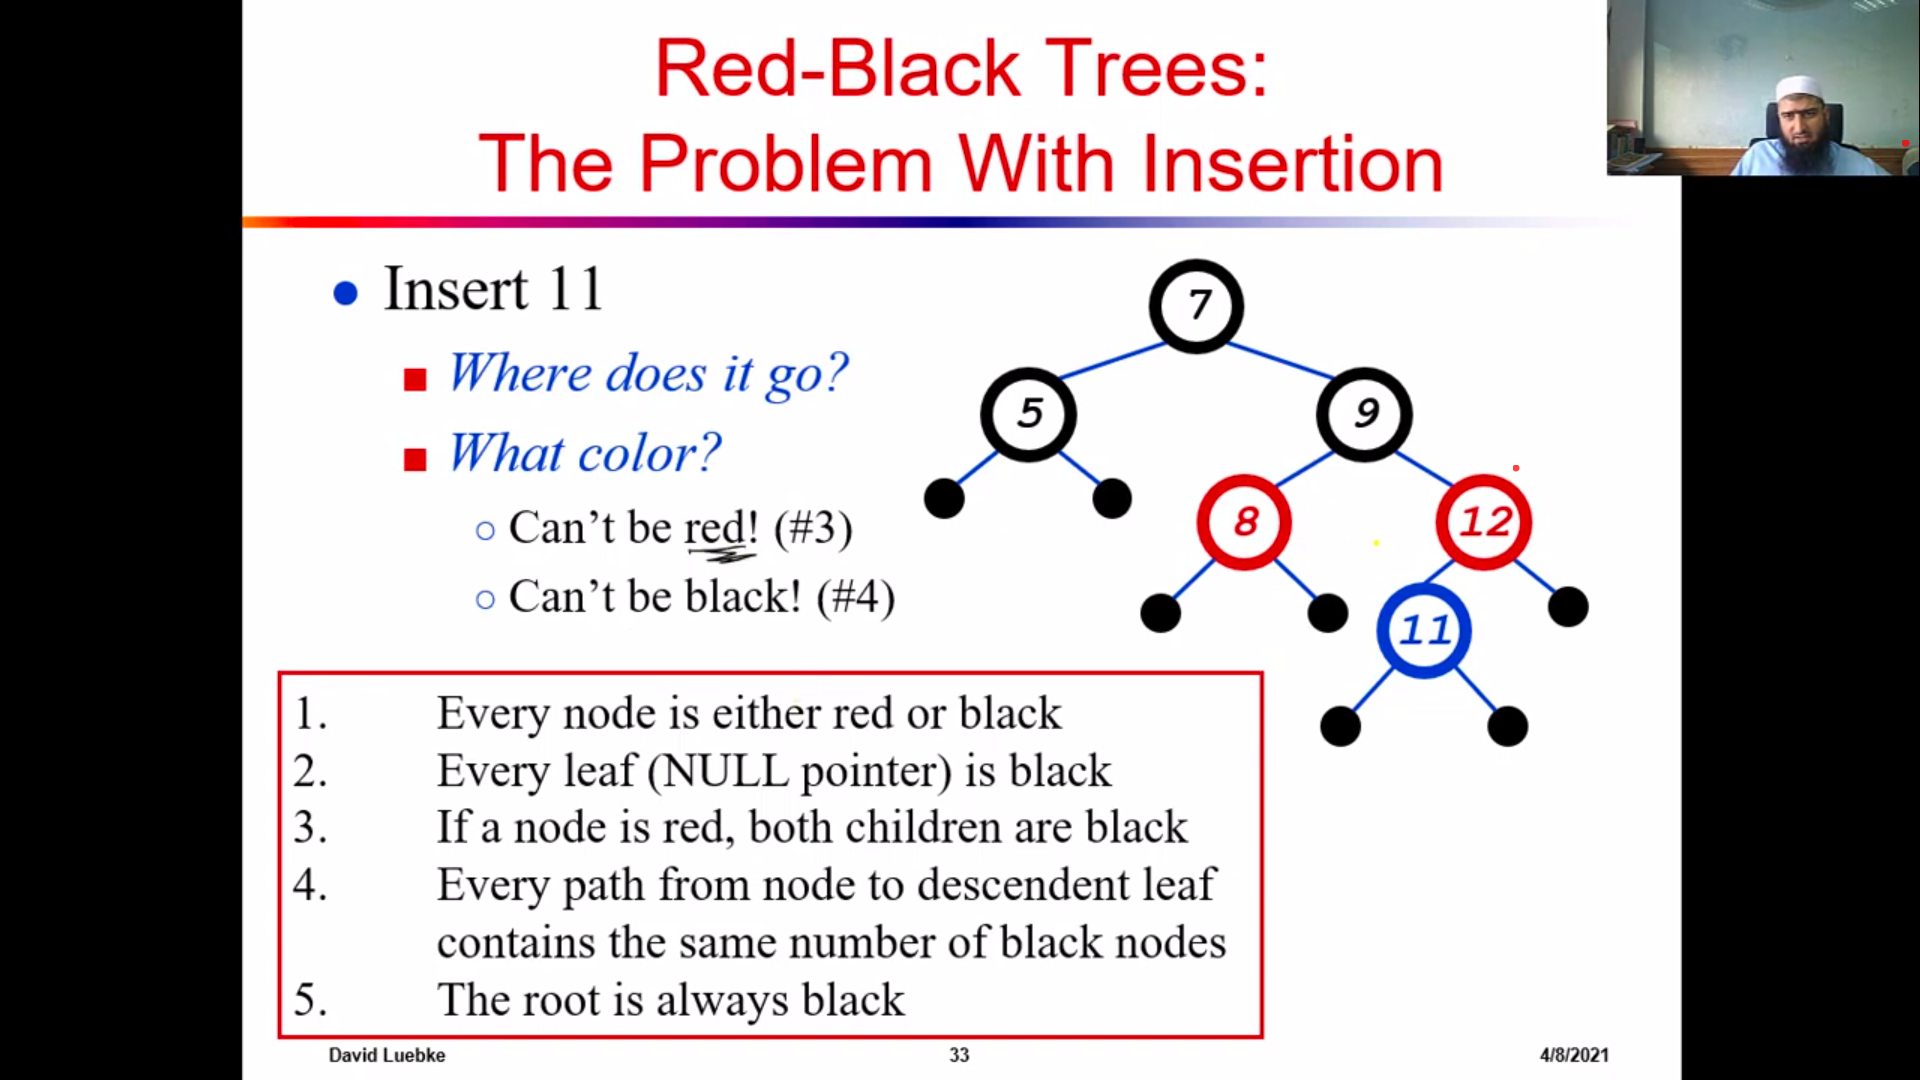 Red-Black Trees:
The Problem With Insertion
Insert 11
Where does it go?
What color?
Can't be red! (#3)
Can't be black! (#4)
7
5
9
8
12
11
1. Every node is either red or black
2. Every leaf (NULL pointer) is black
3. If a node is red, both children are black
4. Every path from node to descendent leaf
contains the same number of black nodes
5. The root is always black
David Luebke
33
4/8/2021